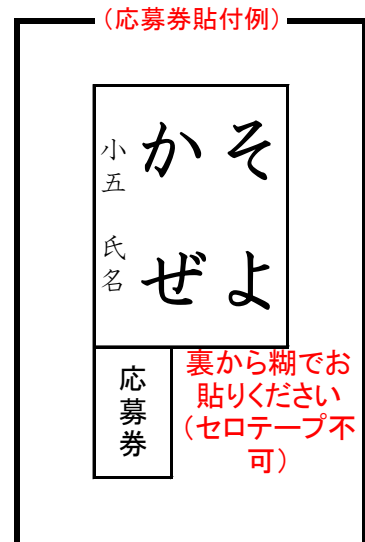 (応募券貼付例)
そよ
かぜ
小五 氏名
応募券
裏から糊でお
貼りください
(セロテープ不
可)